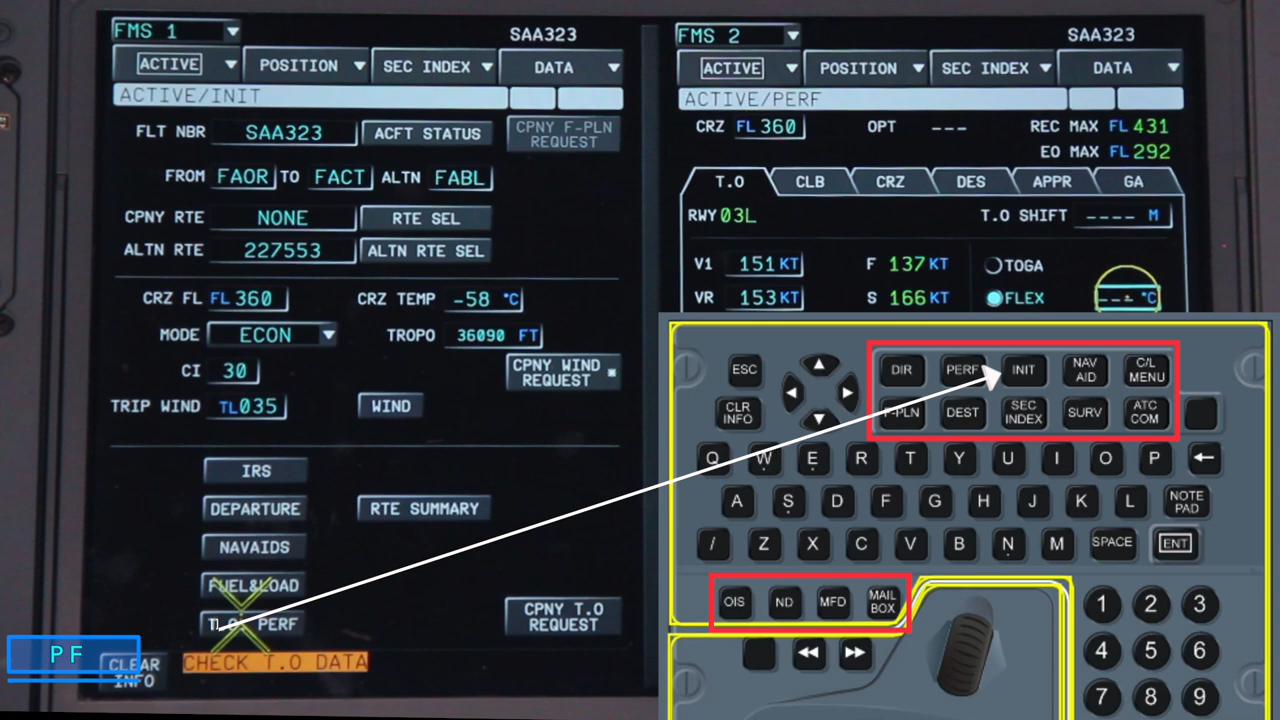 FMS 1
SAA323
ACTIVE
POSITION
SEC INDEX
DATA
ACTIVE/INIT
FLT NBR SAA323 ACFT STATUS
CPNY F-PLN
REQUEST
FROM FAOR TO FACT ALTN FABL
CPNY RTE NONE RTE SEL
ALTN RTE 227553 ALTN RTE SEL
CRZ FL FL360 CRZ TEMP -58 °C
MODE ECON TROPO 36090 FT
CI 30
CPNY WIND
REQUEST
TRIP WIND TL035 WIND
IRS
DEPARTURE RTE SUMMARY
NAVAIDS
FUEL&LOAD
T.O. PERF
CPNY T.O
REQUEST
PF
CLEAR
INFO
CHECK T.O DATA
FMS 2
SAA323
ACTIVE
POSITION
SEC INDEX
DATA
ACTIVE/PERF
CRZ FL360 OPT --- REC MAX FL431
EO MAX FL292
T.O CLB CRZ DES APPR GA
RWY 03L T.O SHIFT ---- M
V1 151 KT F 137 KT TOGA
VR 153 KT S 166 KT FLEX --- °C
ESC
DIR
PERF
INIT
NAV
AID
C/L
MENU
CLR
INFO
F-PLN
DEST
SEC
INDEX
SURV
ATC
COM
Q W E R T Y U I O P ←
A S D F G H J K L
NOTE
PAD
/ Z X C V B N M SPACE ENT
OIS
ND
MFD
MAIL
BOX
1 2 3
4 5 6
7 8 9